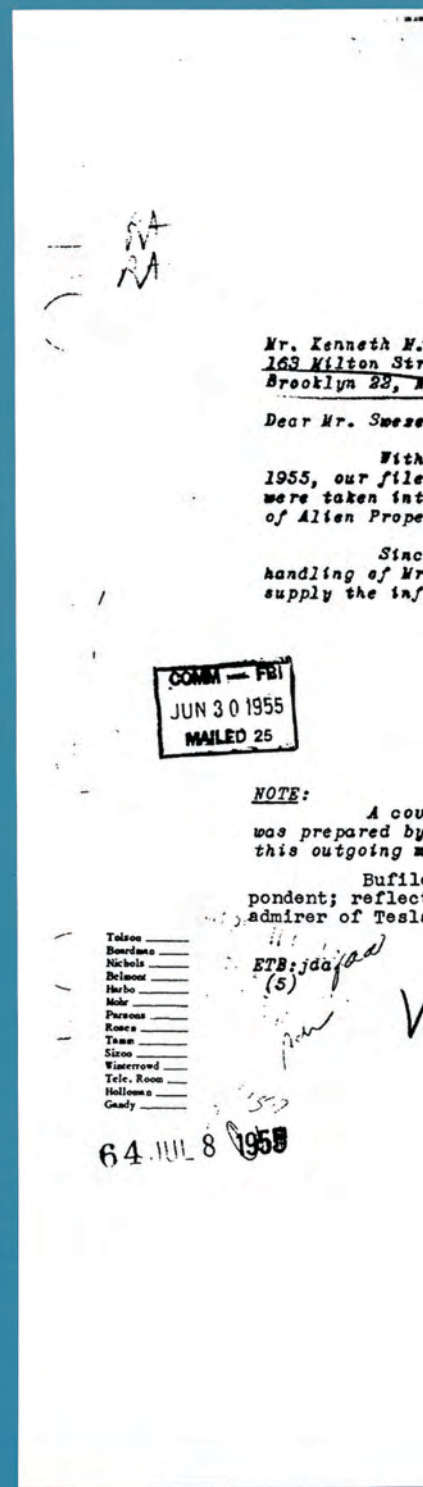 Mr. Kenneth M.
163 Milton Str
Brooklyn 22, N
Dear Mr. Sweze
With
1955, our file
were taken int
of Alien Prope
Sinc
handling of Mr
supply the inf
COMM — FBI
JUN 30 1955
MAILED 25
NOTE:
A cov
was prepared by
this outgoing m
Bufile
pondent; reflect
admirer of Tesla
ETB:jda
(5)
Tolson
Boardman
Nichols
Belmont
Harbo
Mohr
Parsons
Rosen
Tamm
Sizoo
Winterrowd
Tele. Room
Holloman
Gandy
64 JUL 8 1955